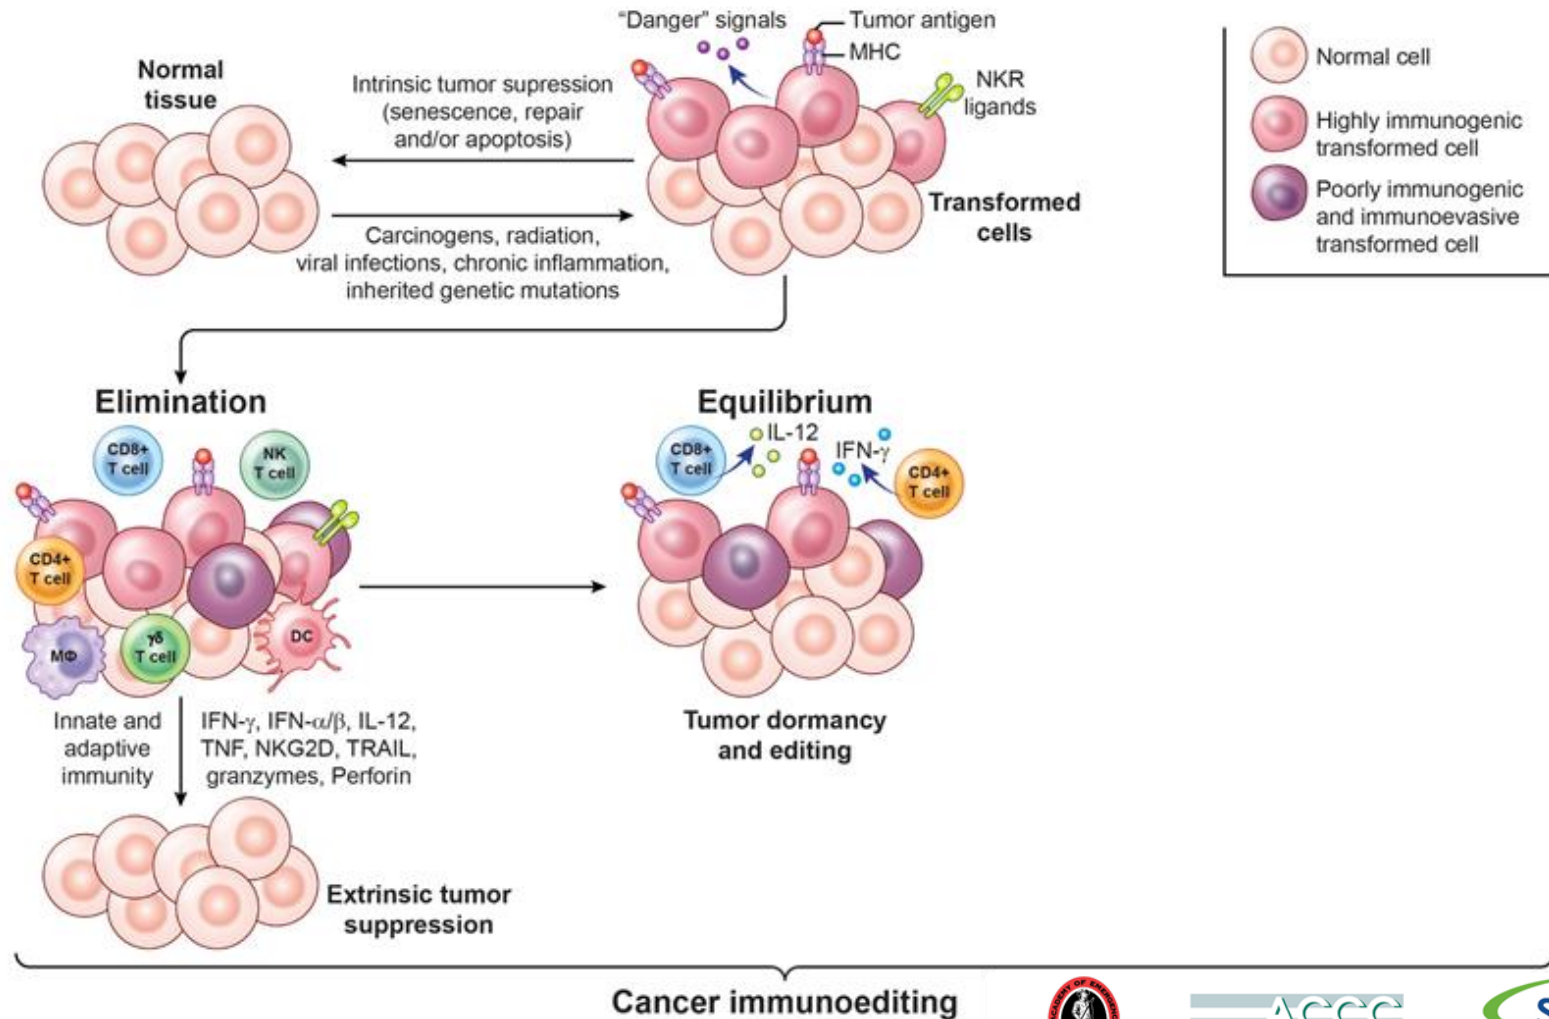 "Danger" signals
Tumor antigen
MHC
NKR
ligands
Normal
tissue
Intrinsic tumor supression
(senescence, repair
and/or apoptosis)
Carcinogens, radiation,
viral infections, chronic inflammation,
inherited genetic mutations
Transformed
cells
Normal cell
Highly immunogenic
transformed cell
Poorly immunogenic
and immunoevasive
transformed cell
Elimination
CD8+
T cell
NK
T cell
CD4+
T cell
MΦ
γδ
T cell
DC
Equilibrium
CD8+
T cell
IL-12
IFN-γ
CD4+
T cell
Tumor dormancy
and editing
Innate and
adaptive
immunity
IFN-γ, IFN-α/β, IL-12,
TNF, NKG2D, TRAIL,
granzymes, Perforin
Extrinsic tumor
suppression
Cancer immunoediting
ACADEMY OF EMERGENC
ACCC
S